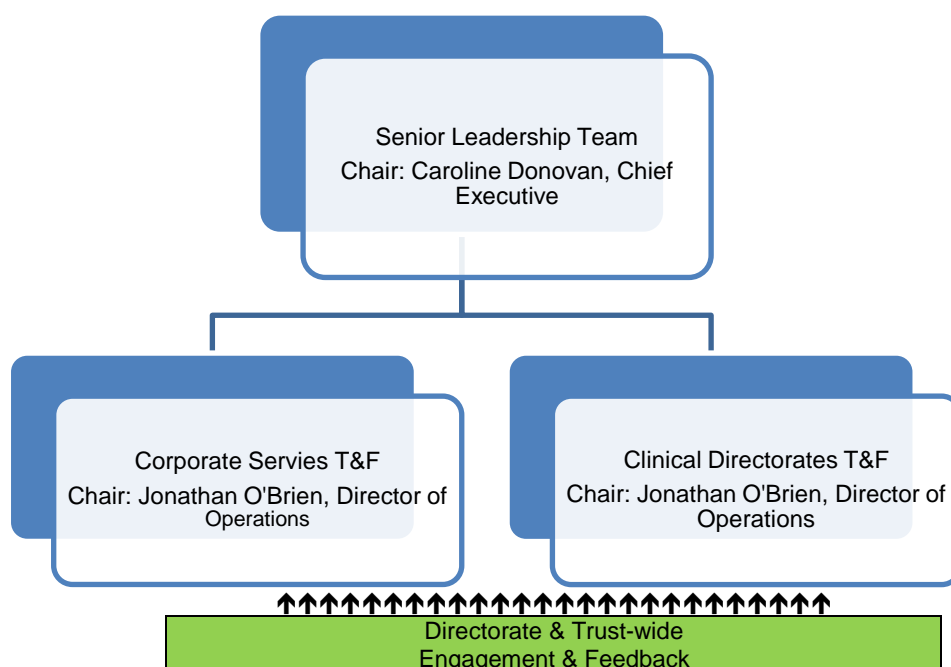 Senior Leadership Team
Chair: Caroline Donovan, Chief
Executive
Corporate Servies T&F
Chair: Jonathan O'Brien, Director of
Operations
Clinical Directorates T&F
Chair: Jonathan O'Brien, Director of
Operations
Directorate & Trust-wide
Engagement & Feedback